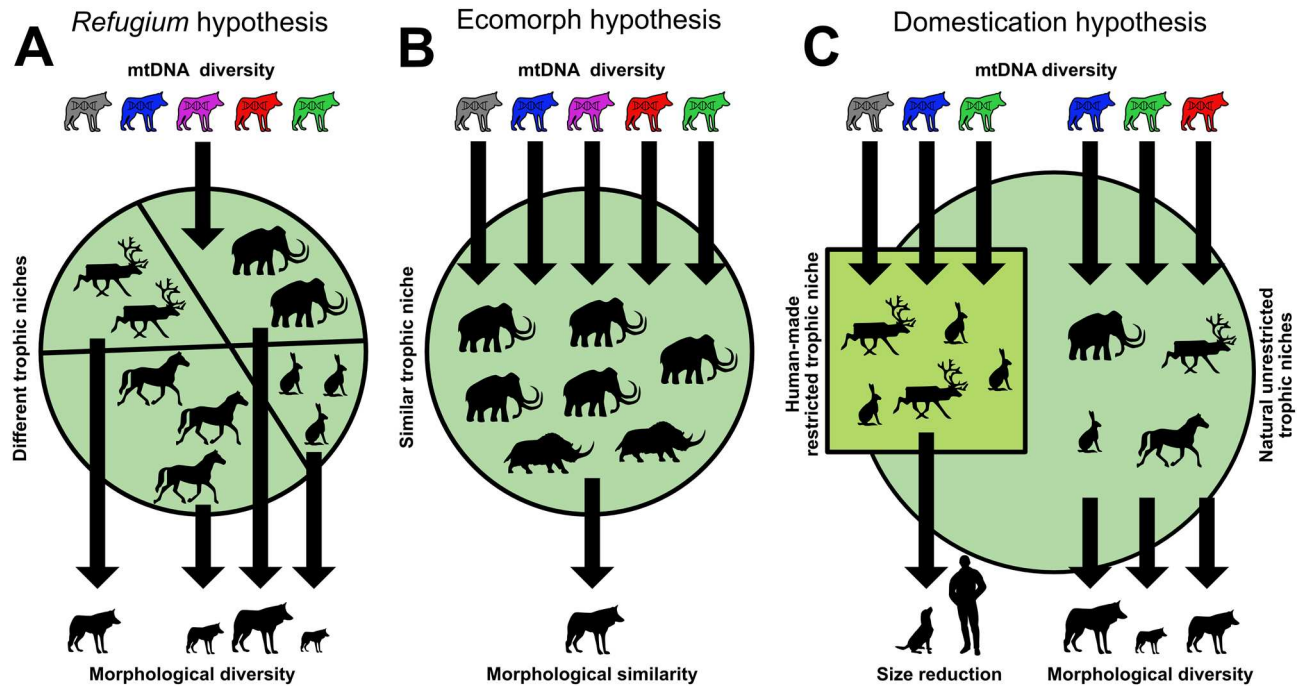 A
Refugium hypothesis
mtDNA diversity
Different trophic niches
Morphological diversity
B
Ecomorph hypothesis
mtDNA diversity
Similar trophic niche
Morphological similarity
C
Domestication hypothesis
mtDNA diversity
Human-made
restricted trophic niche
Natural unrestricted
trophic niches
Size reduction
Morphological diversity